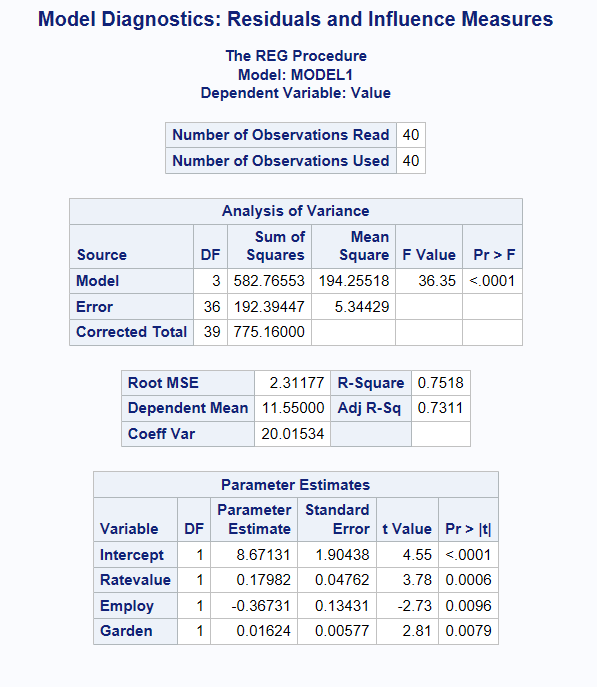 Model Diagnostics: Residuals and Influence Measures
The REG Procedure
Model: MODEL1
Dependent Variable: Value
Number of Observations Read 40
Number of Observations Used 40
Analysis of Variance
Source DF Sum of Squares Mean Square F Value Pr > F
Model 3 582.76553 194.25518 36.35 <.0001
Error 36 192.39447 5.34429
Corrected Total 39 775.16000
Root MSE 2.31177 R-Square 0.7518
Dependent Mean 11.55000 Adj R-Sq 0.7311
Coeff Var 20.01534
Parameter Estimates
Variable DF Parameter Estimate Standard Error t Value Pr > |t|
Intercept 1 8.67131 1.90438 4.55 <.0001
Ratevalue 1 0.17982 0.04762 3.78 0.0006
Employ 1 -0.36731 0.13431 -2.73 0.0096
Garden 1 0.01624 0.00577 2.81 0.0079